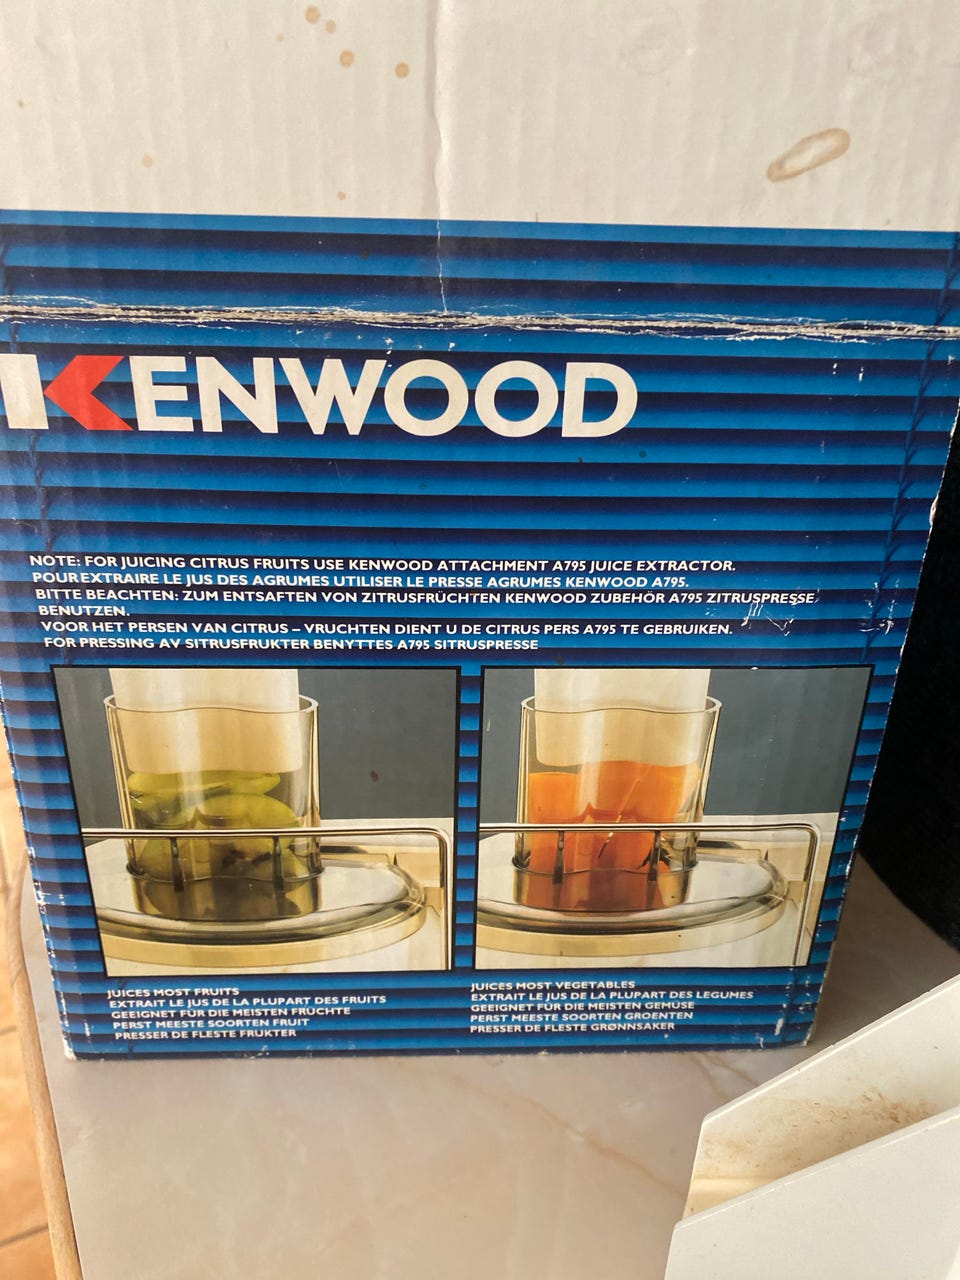 KENWOOD
NOTE: FOR JUICING CITRUS FRUITS USE KENWOOD ATTACHMENT A795 JUICE EXTRACTOR.
POUR EXTRAIRE LE JUS DES AGRUMES UTILISER LE PRESSE AGRUMES KENWOOD A795.
BITTE BEACHTEN: ZUM ENTSAFTEN VON ZITRUSFRÜCHTEN KENWOOD ZUBEHÖR A795 ZITRUSPRESSE
BENUTZEN.
VOOR HET PERSEN VAN CITRUS – VRUCHTEN DIENT U DE CITRUS PERS A795 TE GEBRUIKEN.
FOR PRESSING AV SITRUSFRUKTER BENYTTES A795 SITRUSPRESSE
JUICES MOST FRUITS
EXTRAIT LE JUS DE LA PLUPART DES FRUITS
GEEIGNET FÜR DIE MEISTEN FRÜCHTE
PERST MEESTE SOORTEN FRUIT
PRESSER DE FLESTE FRUKTER
JUICES MOST VEGETABLES
EXTRAIT LE JUS DE LA PLUPART DES LEGUMES
GEEIGNET FÜR DIE MEISTEN GEMÜSE
PERST MEESTE SOORTEN GROENTEN
PRESSER DE FLESTE GRØNNSAKER